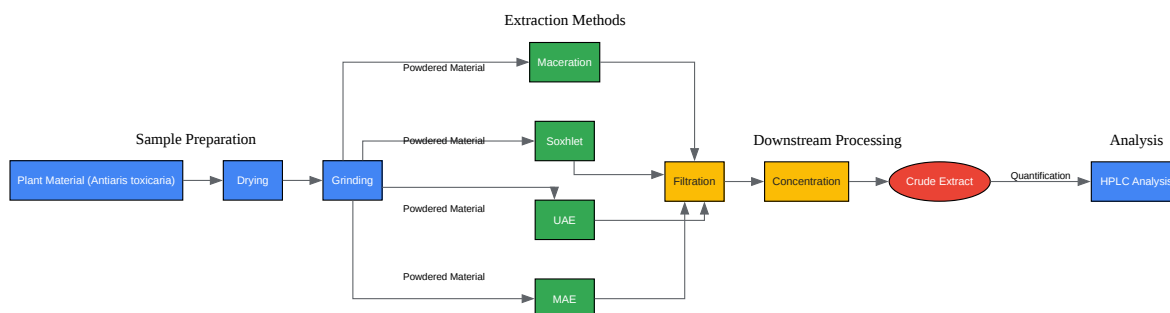 Extraction Methods
Powdered Material
Maceration
Sample Preparation
Powdered Material
Soxhlet
Downstream Processing
Analysis
Plant Material (Antiaris toxicaria)
Drying
Grinding
Filtration
Concentration
Crude Extract
Quantification
HPLC Analysis
Powdered Material
UAE
Powdered Material
MAE